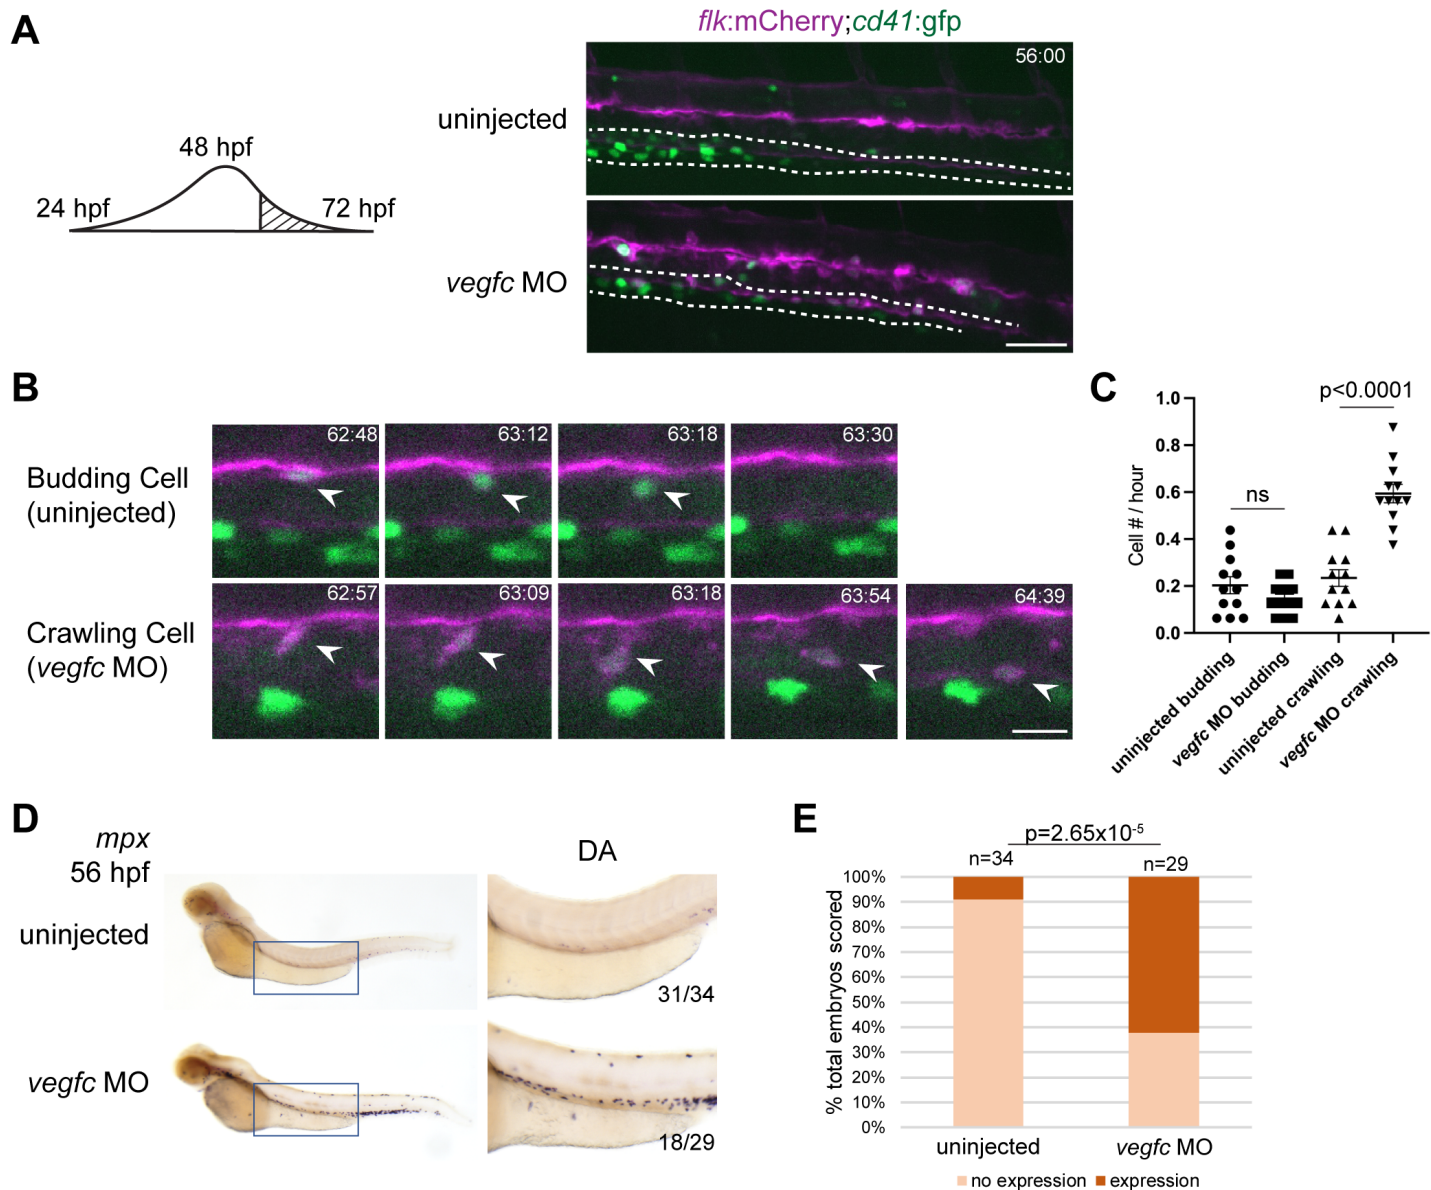 A
flk:mCherry;cd41:gfp
48 hpf
24 hpf
72 hpf
uninjected
56:00
vegfc MO
B
Budding Cell
(uninjected)
62:48
63:12
63:18
63:30
Crawling Cell
(vegfc MO)
62:57
63:09
63:18
63:54
64:39
C
p<0.0001
ns
Cell # / hour
1.0
0.8
0.6
0.4
0.2
0.0
uninjected budding
vegfc MO budding
uninjected crawling
vegfc MO crawling
D
mpx
56 hpf
DA
uninjected
31/34
vegfc MO
18/29
E
p=2.65x10-5
n=34
n=29
% total embryos scored
100%
90%
80%
70%
60%
50%
40%
30%
20%
10%
0%
uninjected
vegfc MO
no expression
expression